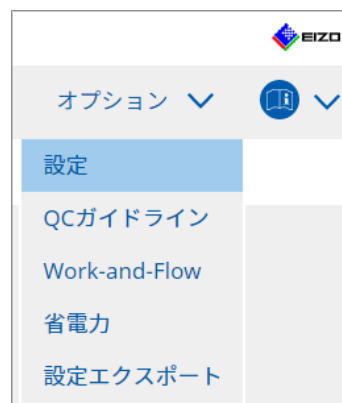 EIZO
オプション
設定
QCガイドライン
Work-and-Flow
省電力
設定エクスポート